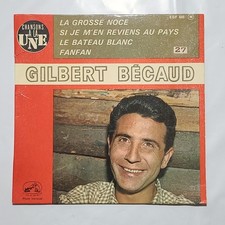 CHANSONS
A LA
UNE
LA GROSSE NOCE
SI JE M'EN REVIENS AU PAYS
LE BATEAU BLANC
FANFAN
27
GILBERT BÉCAUD